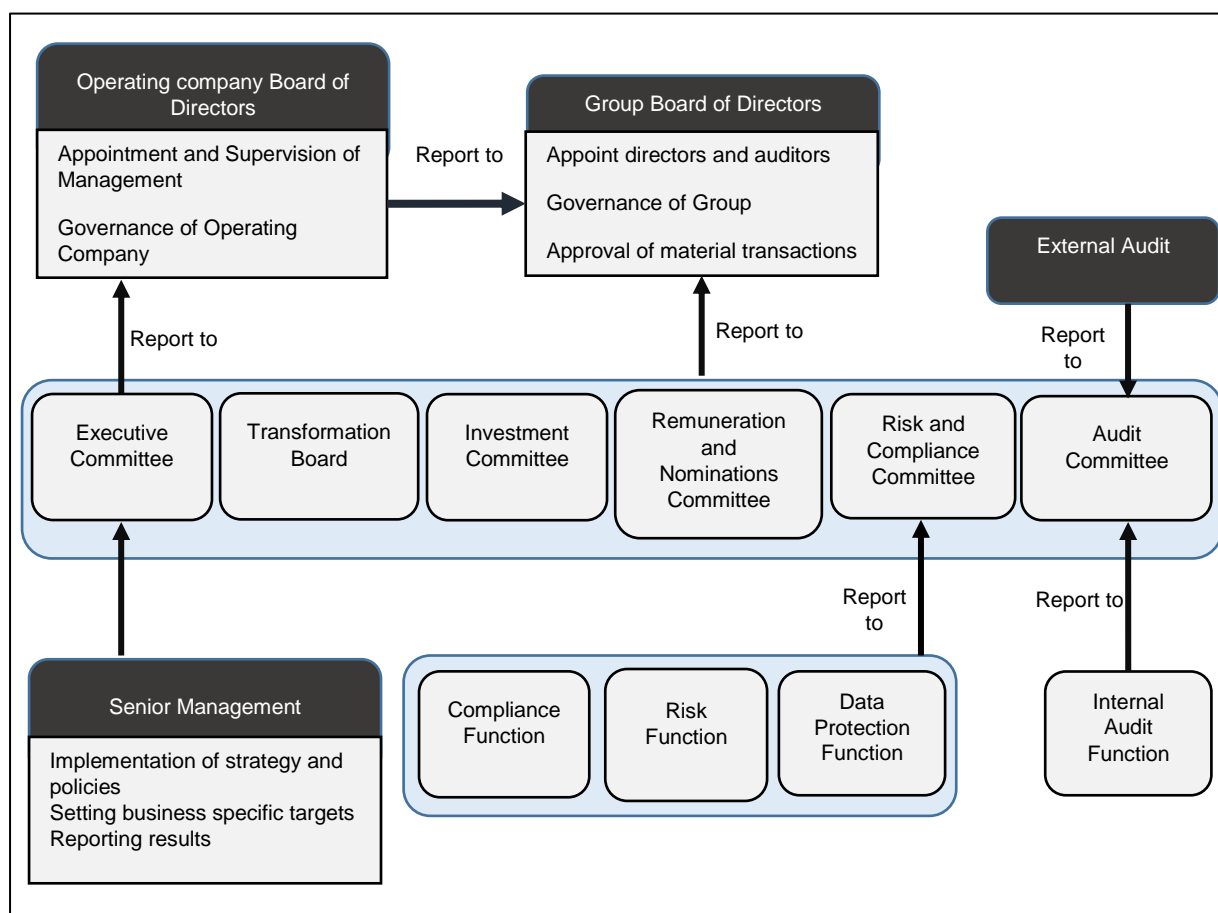 Operating company Board of
Directors
Appointment and Supervision of
Management
Governance of Operating
Company
Report to
Group Board of Directors
Appoint directors and auditors
Governance of Group
Approval of material transactions
External Audit
Report to
Report to
Report
to
Executive
Committee
Transformation
Board
Investment
Committee
Remuneration
and
Nominations
Committee
Risk and
Compliance
Committee
Audit
Committee
Report
to
Report to
Senior Management
Implementation of strategy and
policies
Setting business specific targets
Reporting results
Compliance
Function
Risk
Function
Data
Protection
Function
Internal
Audit
Function